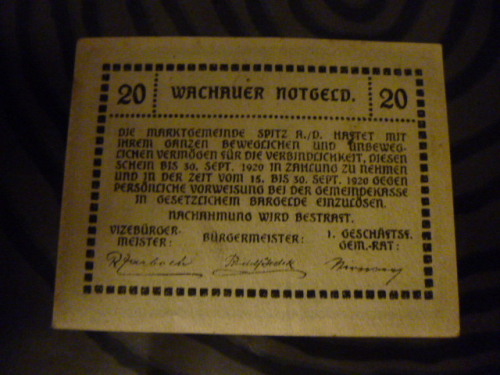 20 WACHAUER NOTGELD. 20
DIE MARKTGEMEINDE SPITZ A./D. HAFTET MIT
IHREM GANZEN BEWEGLICHEN UND UNBEWEG-
LICHEN VERMÖGEN FÜR DIE VERBINDLICHKEIT, DIESEN
SCHEIN BIS 30. SEPT. 1920 IN ZAHLUNG ZU NEHMEN
UND IN DER ZEIT VOM 15. BIS 30. SEPT. 1920 GEGEN
PERSÖNLICHE VORWEISUNG BEI DER GEMEINDEKASSE
IN GESETZLICHEM BARGELDE EINZULÖSEN.
NACHAHMUNG WIRD BESTRAFT.
VIZEBÜRGER-
MEISTER:
BÜRGERMEISTER:
1. GESCHÄFTSF.
GEM.-RAT: